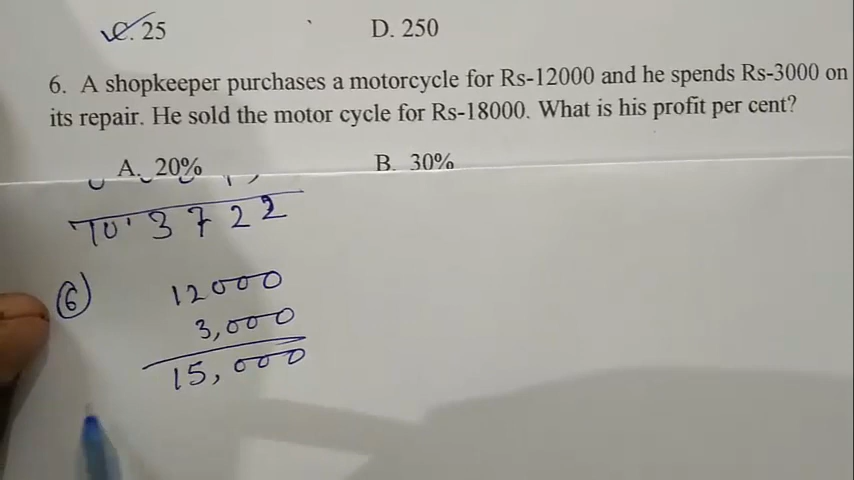 C. 25 D. 250
6. A shopkeeper purchases a motorcycle for Rs-12000 and he spends Rs-3000 on
its repair. He sold the motor cycle for Rs-18000. What is his profit per cent?
A. 20% B. 30%
3722
6 12000
3,000
15,000